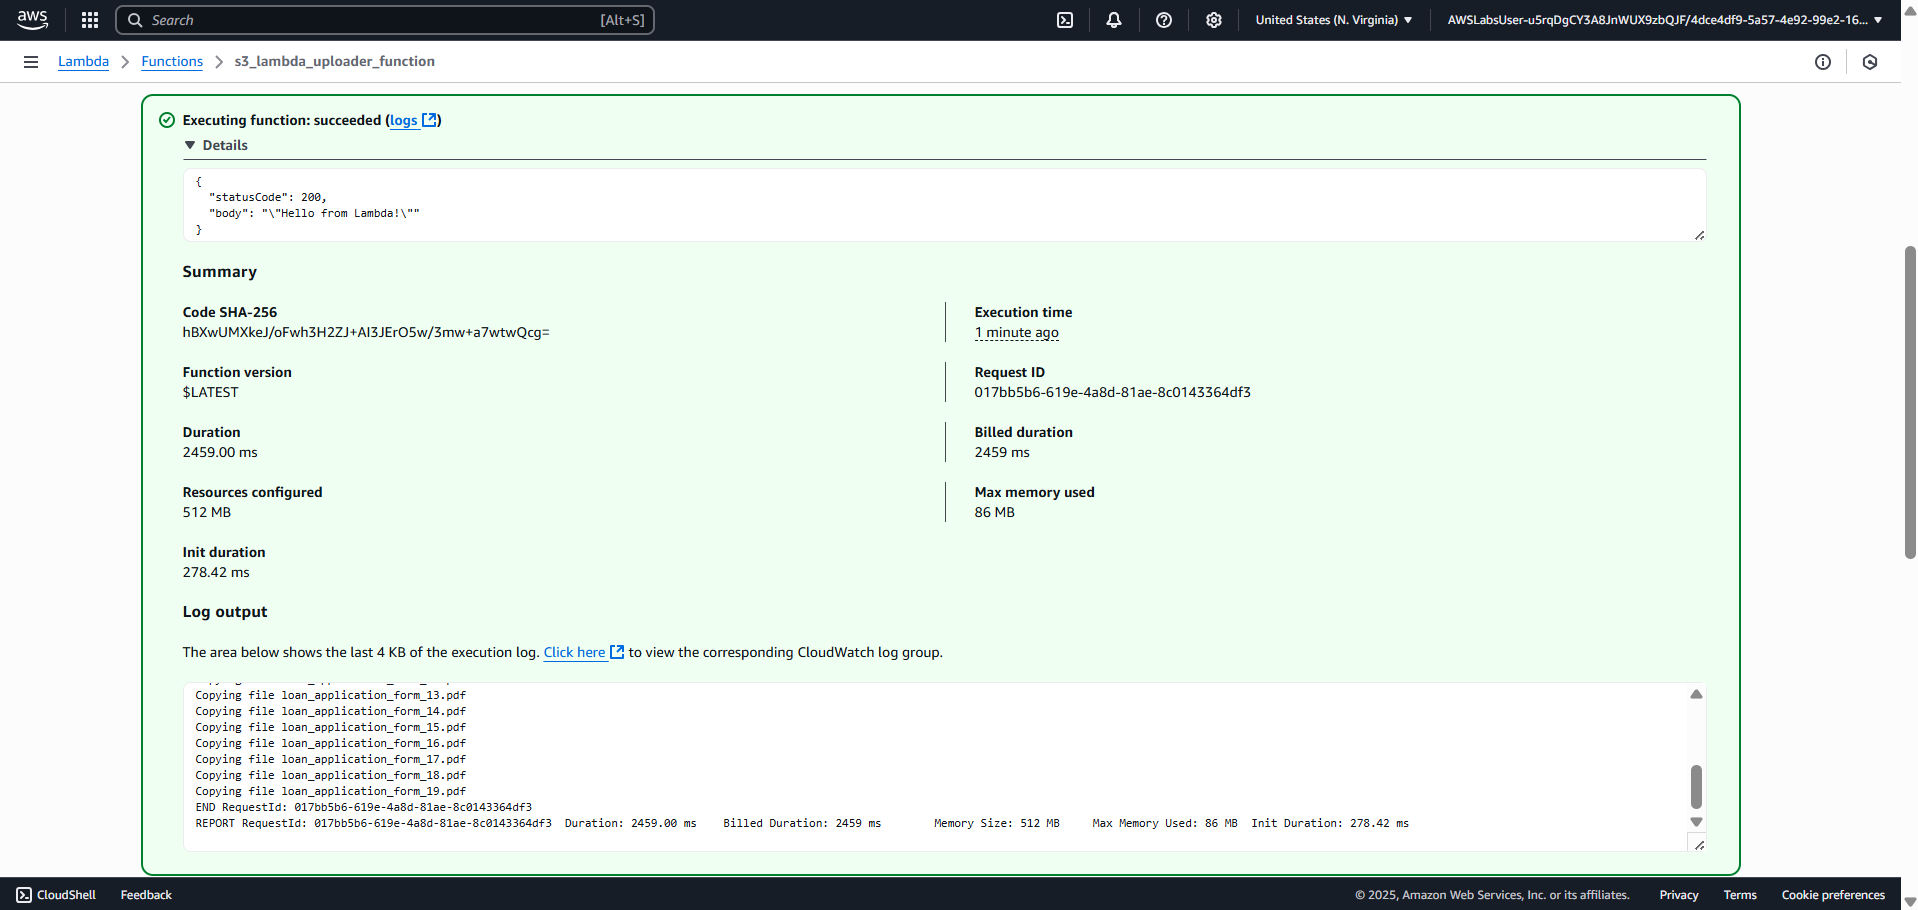 aws
Search
[Alt+S]
United States (N. Virginia)
AWSLabsUser-u5rqDgCY3A8JnWUX9zbQJF/4dce4df9-5a57-4e92-99e2-16...
Lambda
Functions
s3_lambda_uploader_function
Executing function: succeeded (logs)
Details
{
"statusCode": 200,
"body": "\"Hello from Lambda!\""
}
Summary
Code SHA-256
hBXwUMXkeJ/oFwh3H2ZJ+AI3JErO5w/3mw+a7wtwQcg=
Execution time
1 minute ago
Function version
$LATEST
Request ID
017bb5b6-619e-4a8d-81ae-8c0143364df3
Duration
2459.00 ms
Billed duration
2459 ms
Resources configured
512 MB
Max memory used
86 MB
Init duration
278.42 ms
Log output
The area below shows the last 4 KB of the execution log. Click here to view the corresponding CloudWatch log group.
Copying file loan_application_form_13.pdf
Copying file loan_application_form_14.pdf
Copying file loan_application_form_15.pdf
Copying file loan_application_form_16.pdf
Copying file loan_application_form_17.pdf
Copying file loan_application_form_18.pdf
Copying file loan_application_form_19.pdf
END RequestId: 017bb5b6-619e-4a8d-81ae-8c0143364df3
REPORT RequestId: 017bb5b6-619e-4a8d-81ae-8c0143364df3 Duration: 2459.00 ms Billed Duration: 2459 ms Memory Size: 512 MB Max Memory Used: 86 MB Init Duration: 278.42 ms
CloudShell
Feedback
© 2025, Amazon Web Services, Inc. or its affiliates.
Privacy
Terms
Cookie preferences